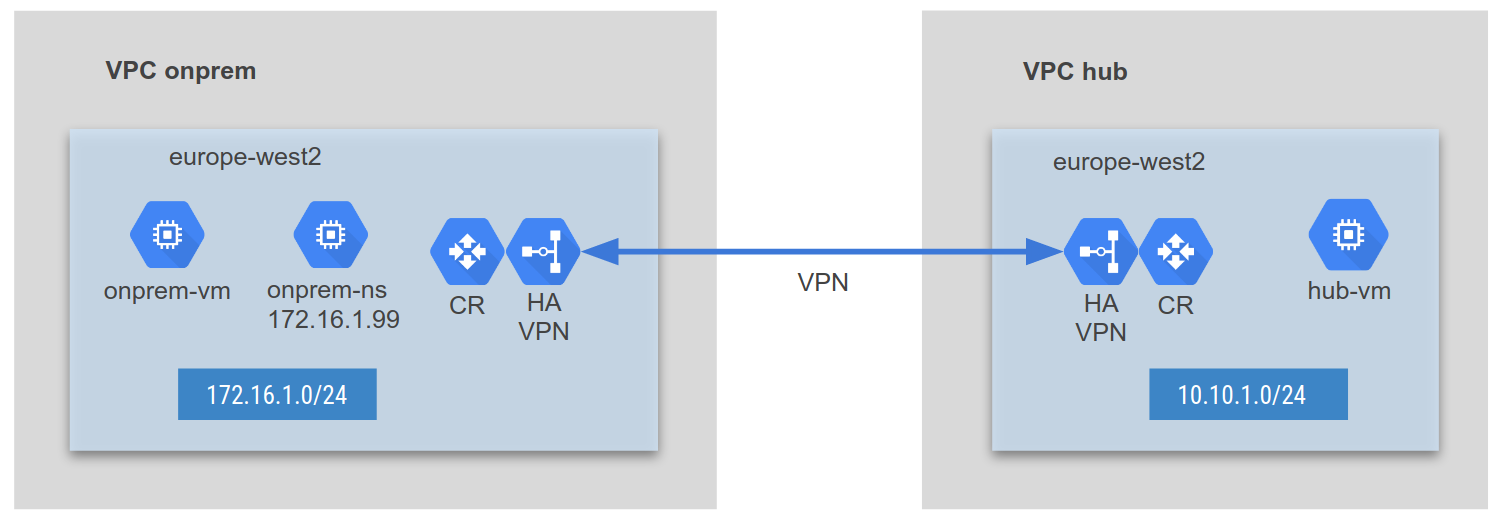 VPC onprem
europe-west2
onprem-vm
onprem-ns
172.16.1.99
CR
HA
VPN
172.16.1.0/24
VPN
VPC hub
europe-west2
HA
VPN
CR
hub-vm
10.10.1.0/24